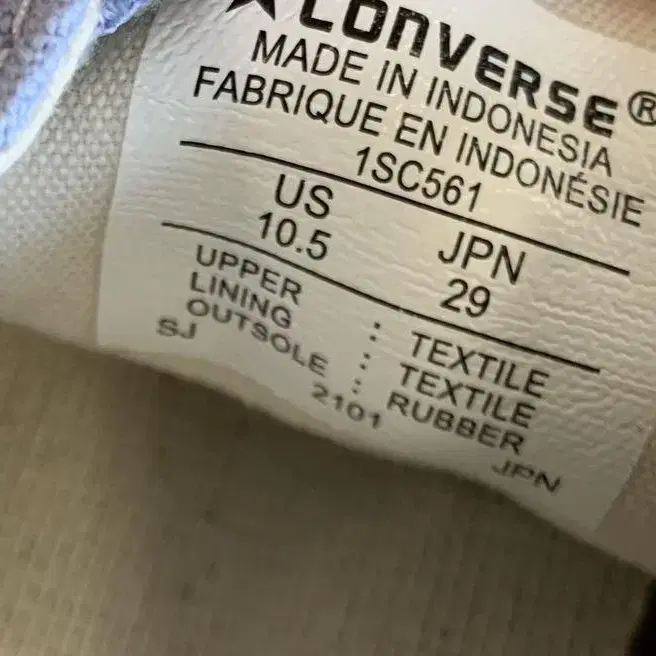 CONVERSE®
MADE IN INDONESIA
FABRIQUE EN INDONÉSIE
1SC561
US JPN
10.5 29
UPPER : TEXTILE
LINING : TEXTILE
OUTSOLE : RUBBER
SJ 2101 JPN